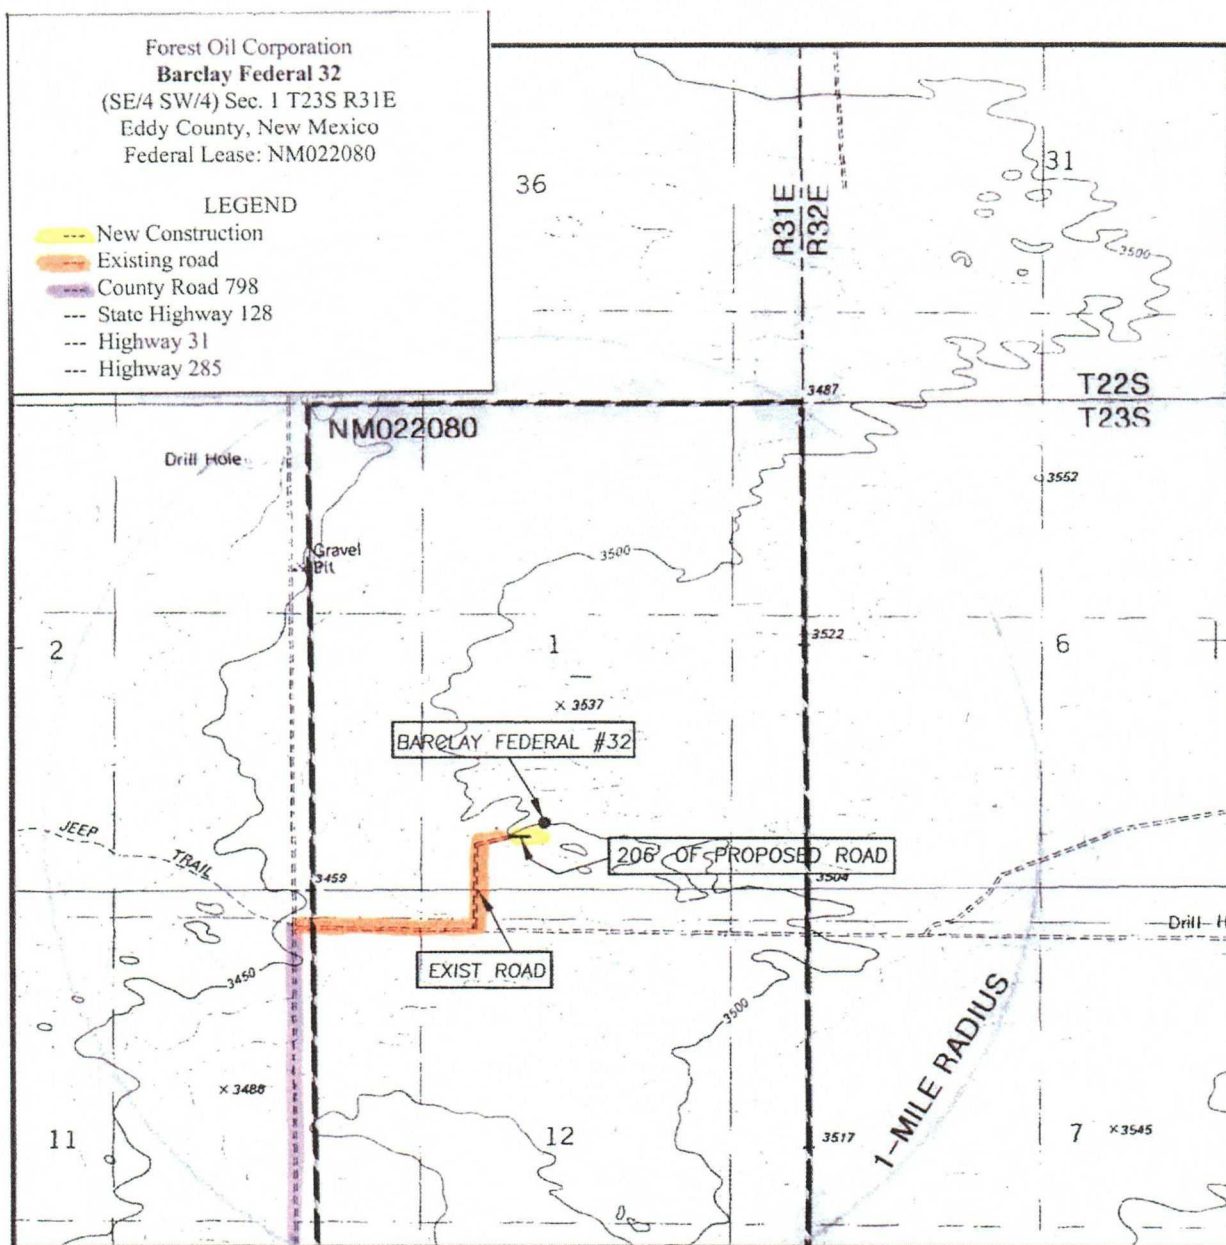 Forest Oil Corporation
Barclay Federal 32
(SE/4 SW/4) Sec. 1 T23S R31E
Eddy County, New Mexico
Federal Lease: NM022080
LEGEND
--- New Construction
--- Existing road
--- County Road 798
--- State Highway 128
--- Highway 31
--- Highway 285
36
R31E
R32E
31
3500
3487
T22S
T23S
NM022080
Drill Hole
3552
Gravel
Pit
3500
2
1
3522
6
3537
BARCLAY FEDERAL #32
JEEP
TRAIL
206' OF PROPOSED ROAD
3459
3504
Drill H
EXIST ROAD
3450
3500
1-MILE RADIUS
3488
11
12
3517
7
3545